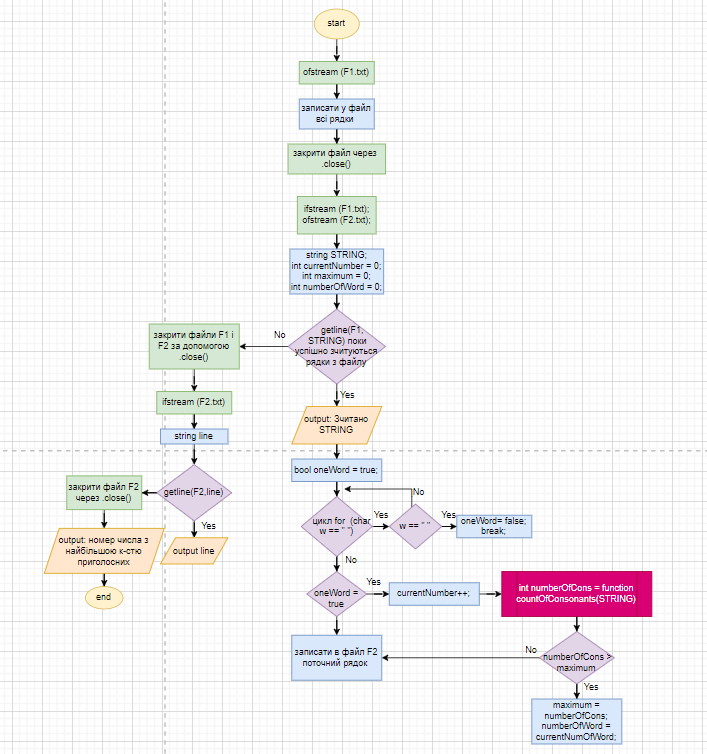 start
ofstream (F1.txt)
записати у файл
всі рядки
закрити файл через
.close()
ifstream (F1.txt);
ofstream (F2.txt);
string STRING;
int currentNumber = 0;
int maximum = 0;
int numberOfWord = 0;
getline(F1,
STRING) поки
успішно зчитуються
рядки з файлу
No
закрити файли F1 і
F2 за допомогою
.close()
Yes
ifstream (F2.txt)
output: Зчитано
STRING
string line
bool oneWord = true;
getline(F2,line)
закрити файл F2
через .close()
No
цикл for (char
w == " ")
Yes
w == " "
Yes
oneWord= false;
break;
Yes
output: номер числа з
найбільшою к-стю
приголосних
output line
No
end
oneWord =
true
Yes
currentNumber++;
int numberOfCons = function
countOfConsonants(STRING)
записати в файл F2
поточний рядок
No
numberOfCons >
maximum
Yes
maximum =
numberOfCons;
numberOfWord =
currentNumOfWord;